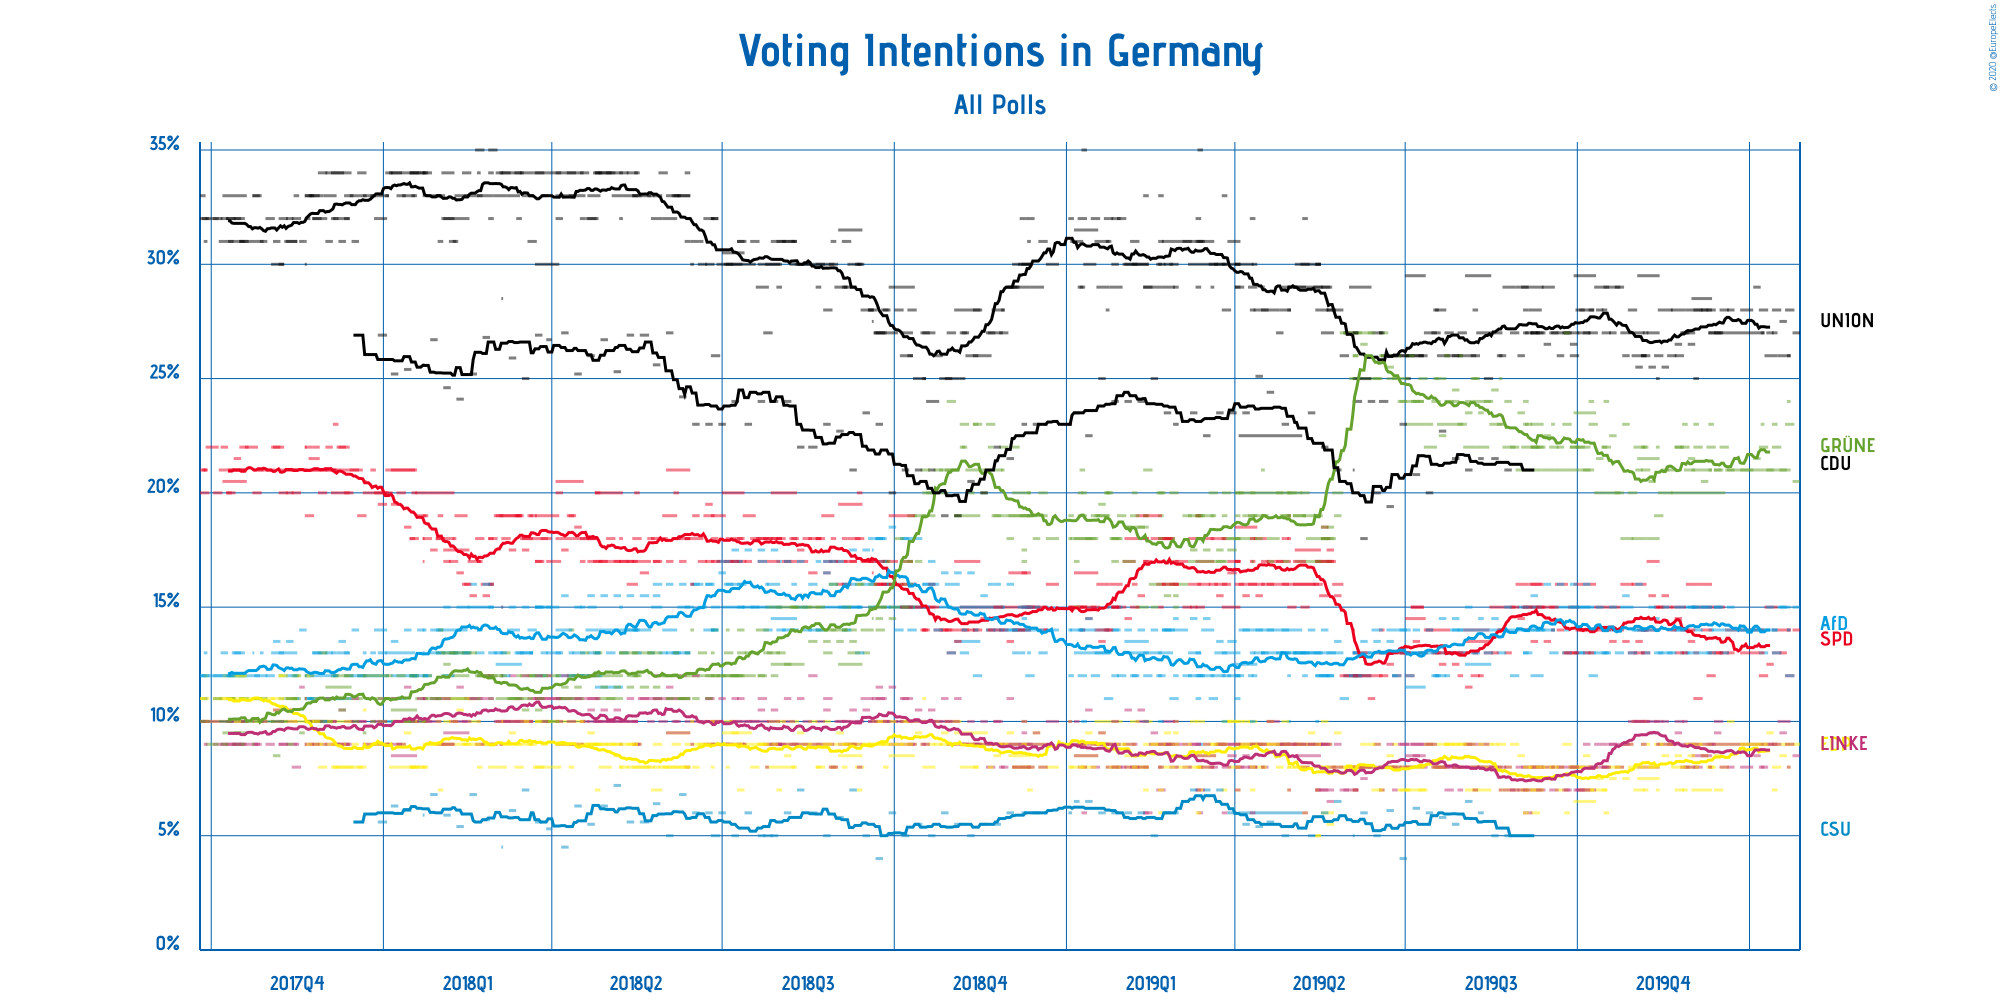 Voting Intentions in Germany
All Polls
© 2020 @EuropeElects
35%
30%
25%
20%
15%
10%
5%
0%
UNION
GRÜNE
CDU
AfD
SPD
LINKE
CSU
2017Q4
2018Q1
2018Q2
2018Q3
2018Q4
2019Q1
2019Q2
2019Q3
2019Q4